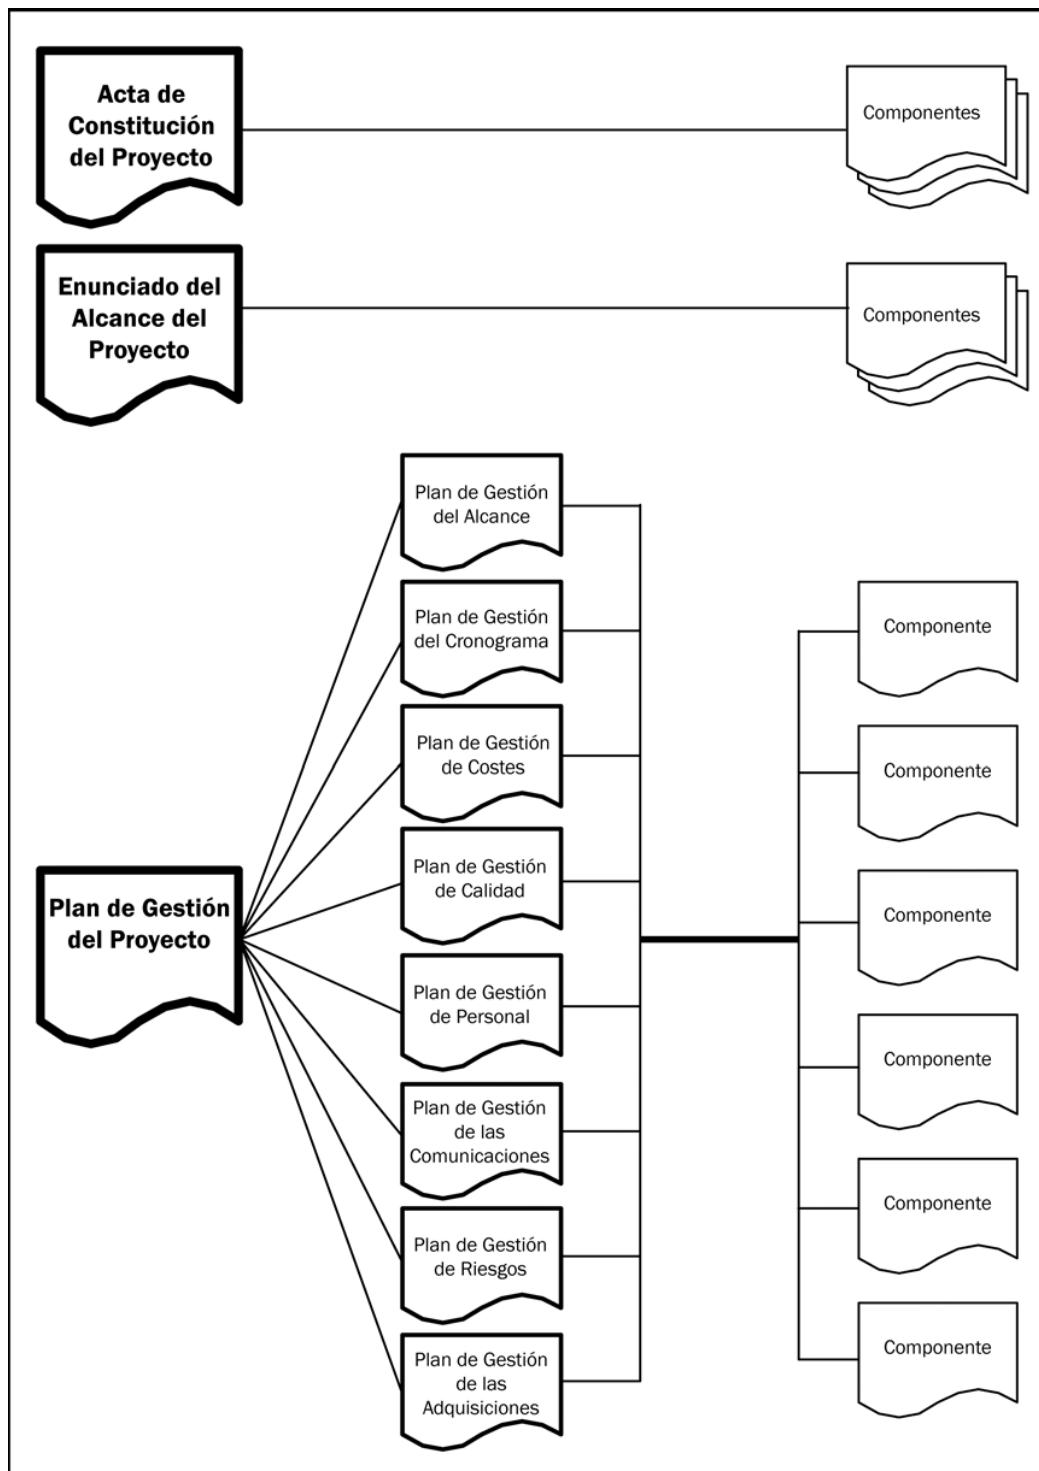 Acta de
Constitución
del Proyecto
Componentes
Enunciado del
Alcance del
Proyecto
Componentes
Plan de Gestión
del Proyecto
Plan de Gestión
del Alcance
Plan de Gestión
del Cronograma
Plan de Gestión
de Costes
Plan de Gestión
de Calidad
Plan de Gestión
de Personal
Plan de Gestión
de las
Comunicaciones
Plan de Gestión
de Riesgos
Plan de Gestión
de las
Adquisiciones
Componente
Componente
Componente
Componente
Componente
Componente